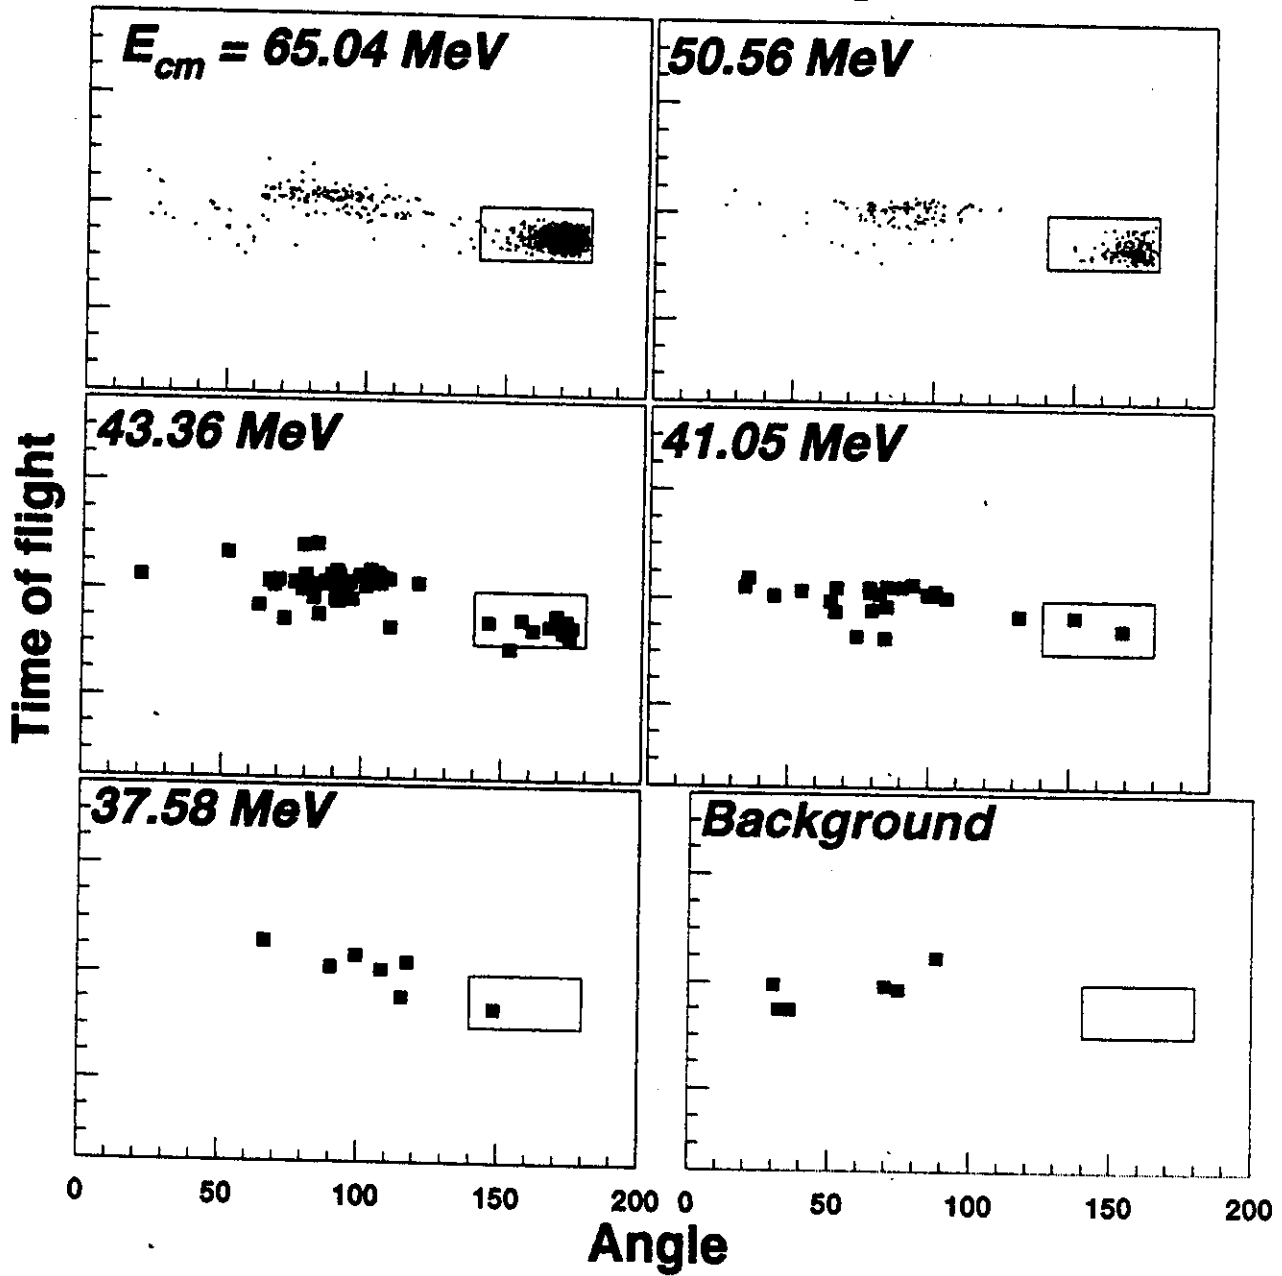 E_cm = 65.04 MeV
50.56 MeV
43.36 MeV
41.05 MeV
37.58 MeV
Background
Time of flight
0 50 100 150 200
0 50 100 150 200
Angle